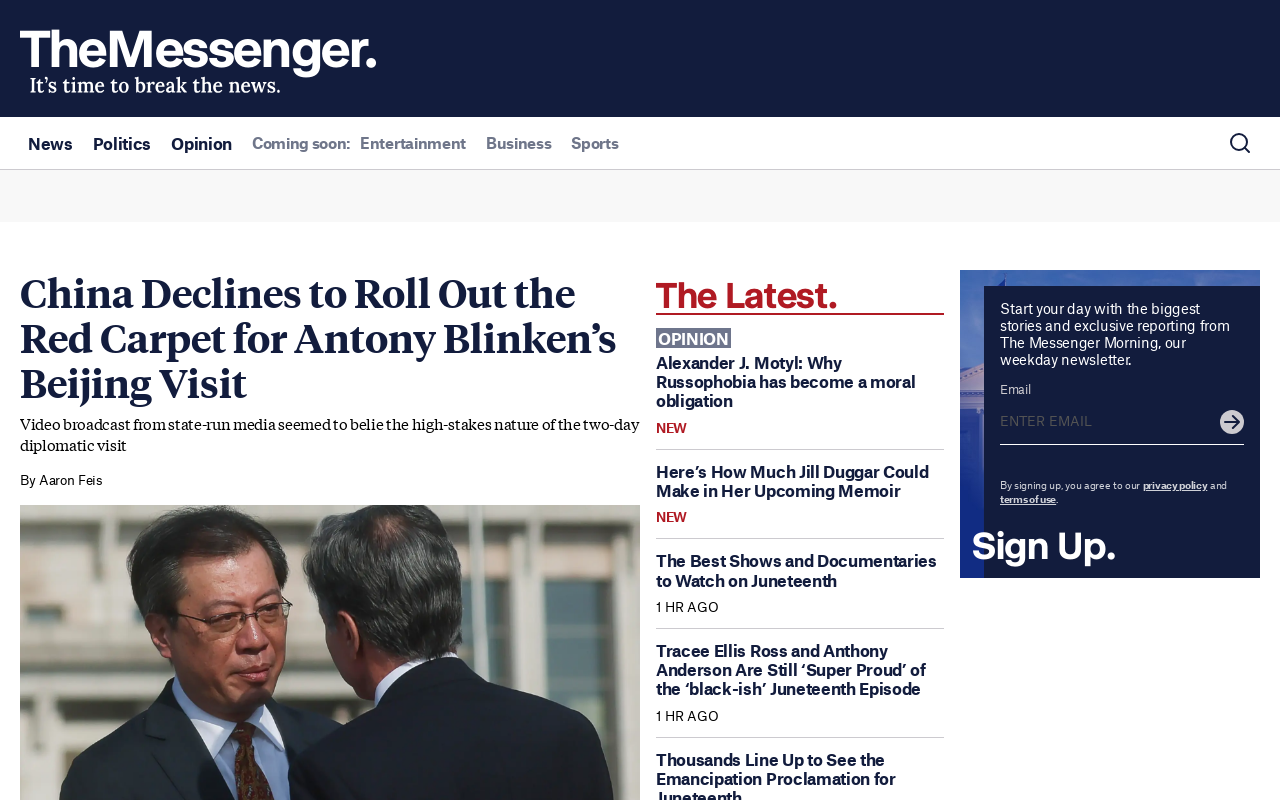 TheMessenger.
It's time to break the news.
News Politics Opinion Coming soon: Entertainment Business Sports
China Declines to Roll Out the
Red Carpet for Antony Blinken’s
Beijing Visit
Video broadcast from state-run media seemed to belie the high-stakes nature of the two-day
diplomatic visit
By Aaron Feis
The Latest.
OPINION
Alexander J. Motyl: Why
Russophobia has become a moral
obligation
NEW
Here’s How Much Jill Duggar Could
Make in Her Upcoming Memoir
NEW
The Best Shows and Documentaries
to Watch on Juneteenth
1 HR AGO
Tracee Ellis Ross and Anthony
Anderson Are Still ‘Super Proud’ of
the ‘black-ish’ Juneteenth Episode
1 HR AGO
Thousands Line Up to See the
Emancipation Proclamation for
Juneteenth
Start your day with the biggest
stories and exclusive reporting from
The Messenger Morning, our
weekday newsletter.
Email
ENTER EMAIL
By signing up, you agree to our privacy policy and
terms of use.
Sign Up.